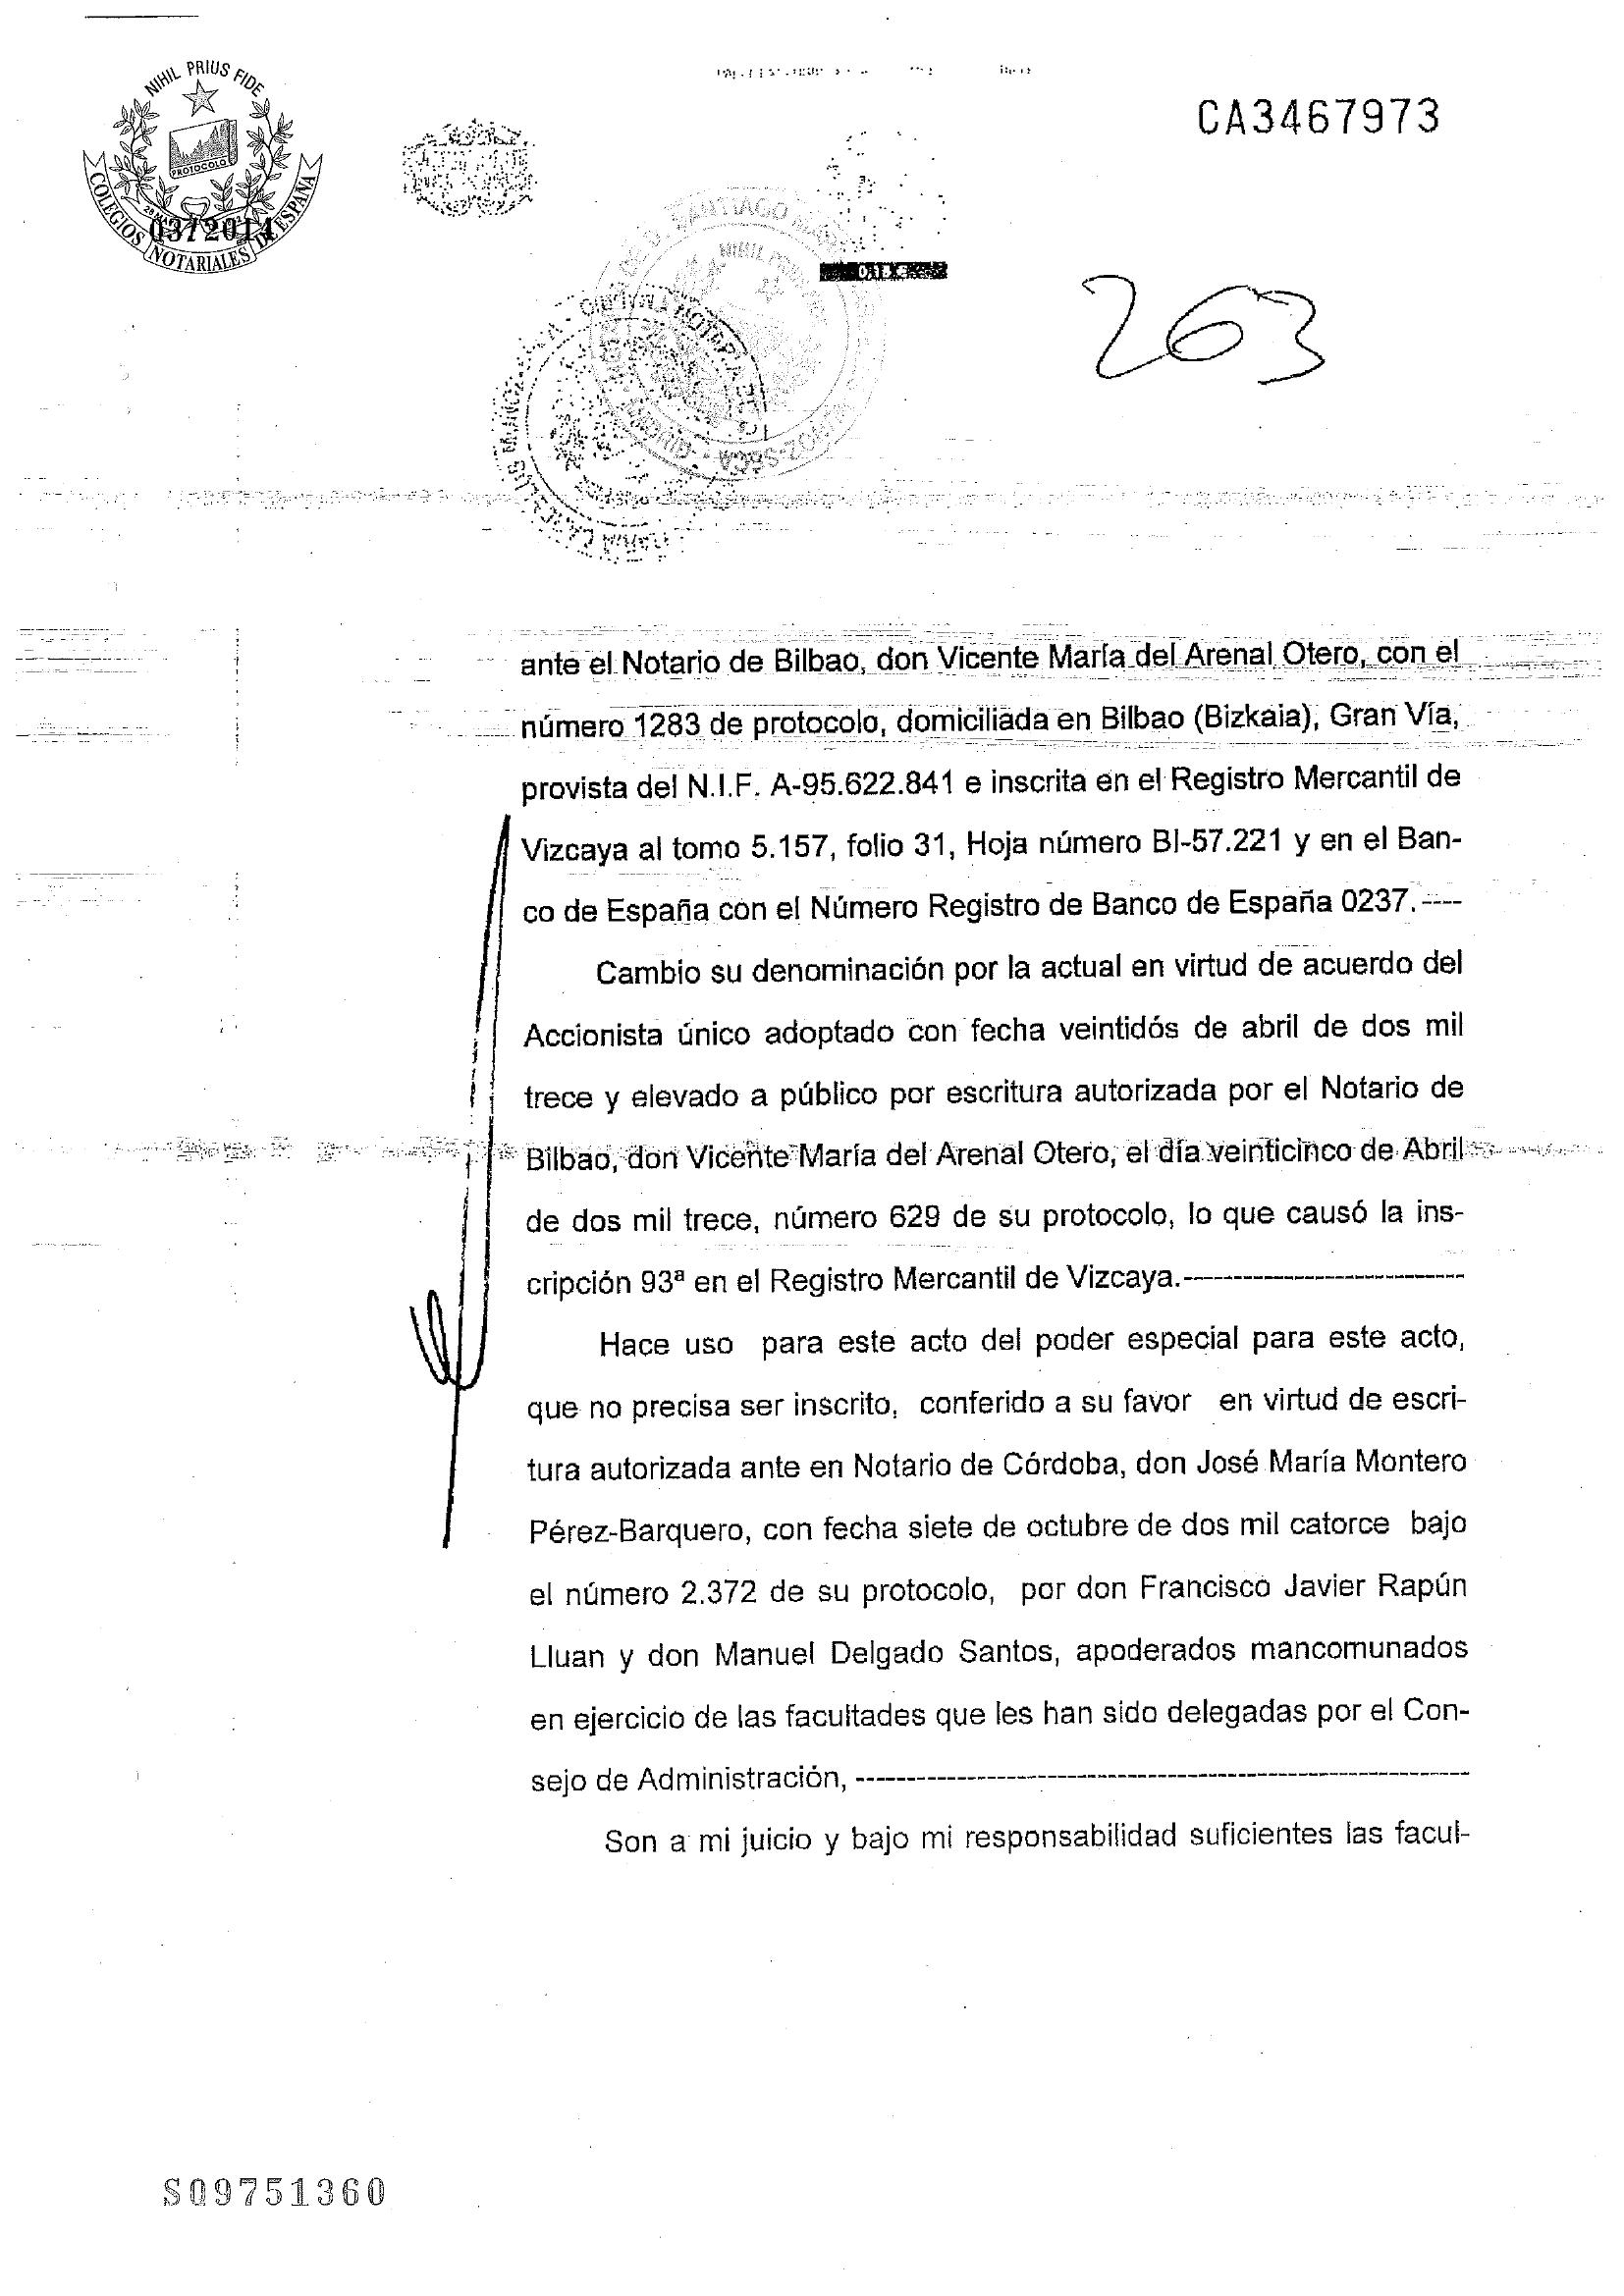 NIHIL PRIUS FIDE
PROTOCOLO
COLEGIOS NOTARIALES DE ESPAÑA
03/2014
CA3467973
SANTIAGO
NIHIL
MADRID
263
ante el Notario de Bilbao, don Vicente María del Arenal Otero, con el
número 1283 de protocolo, domiciliada en Bilbao (Bizkaia), Gran Vía,
provista del N.I.F. A-95.622.841 e inscrita en el Registro Mercantil de
Vizcaya al tomo 5.157, folio 31, Hoja número BI-57.221 y en el Ban-
co de España con el Número Registro de Banco de España 0237.----
Cambio su denominación por la actual en virtud de acuerdo del
Accionista único adoptado con fecha veintidós de abril de dos mil
trece y elevado a público por escritura autorizada por el Notario de
Bilbao, don Vicente María del Arenal Otero, el día veinticinco de Abril
de dos mil trece, número 629 de su protocolo, lo que causó la ins-
cripción 93ª en el Registro Mercantil de Vizcaya.----------------------------
Hace uso para este acto del poder especial para este acto,
que no precisa ser inscrito, conferido a su favor en virtud de escri-
tura autorizada ante en Notario de Córdoba, don José María Montero
Pérez-Barquero, con fecha siete de octubre de dos mil catorce bajo
el número 2.372 de su protocolo, por don Francisco Javier Rapún
Lluan y don Manuel Delgado Santos, apoderados mancomunados
en ejercicio de las facultades que les han sido delegadas por el Con-
sejo de Administración, -------------------------------------------------------------
Son a mi juicio y bajo mi responsabilidad suficientes las facul-
S09751360